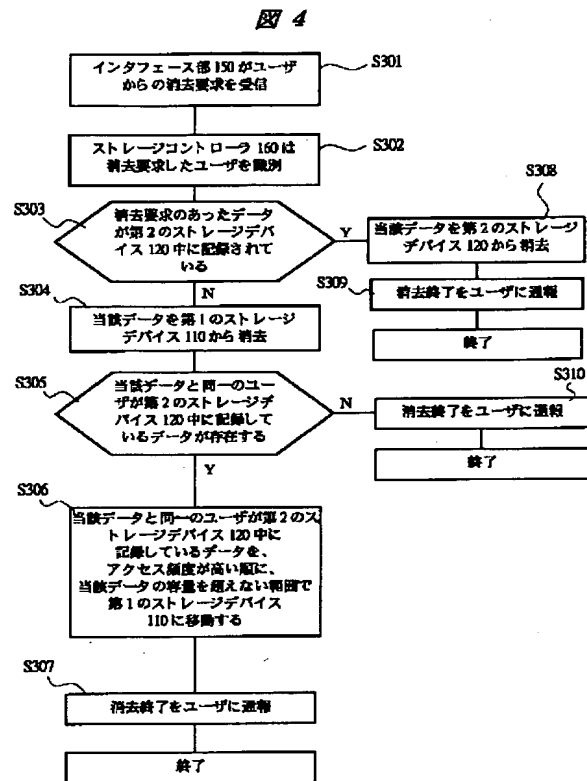 図 4
S301
インタフェース部 150 がユーザ
からの消去要求を受信
S302
ストレージコントローラ 160 は
消去要求したユーザを識別
S303
消去要求のあったデータ
が第2のストレージデバ
イス 120 中に記録されて
いる
Y
N
S308
当該データを第2のストレージ
デバイス 120 から消去
S309
消去終了をユーザに通報
終了
S304
当該データを第1のストレージ
デバイス 110 から消去
S305
当該データと同一のユー
ザが第2のストレージデ
バイス 120 中に記録して
いるデータが存在する
N
Y
S310
消去終了をユーザに通報
終了
S306
当該データと同一のユーザが第2のス
トレージデバイス 120 中に
記録しているデータを、
アクセス頻度が高い順に、
当該データの容量を超えない範囲で
第1のストレージデバイス
110 に移動する
S307
消去終了をユーザに通報
終了